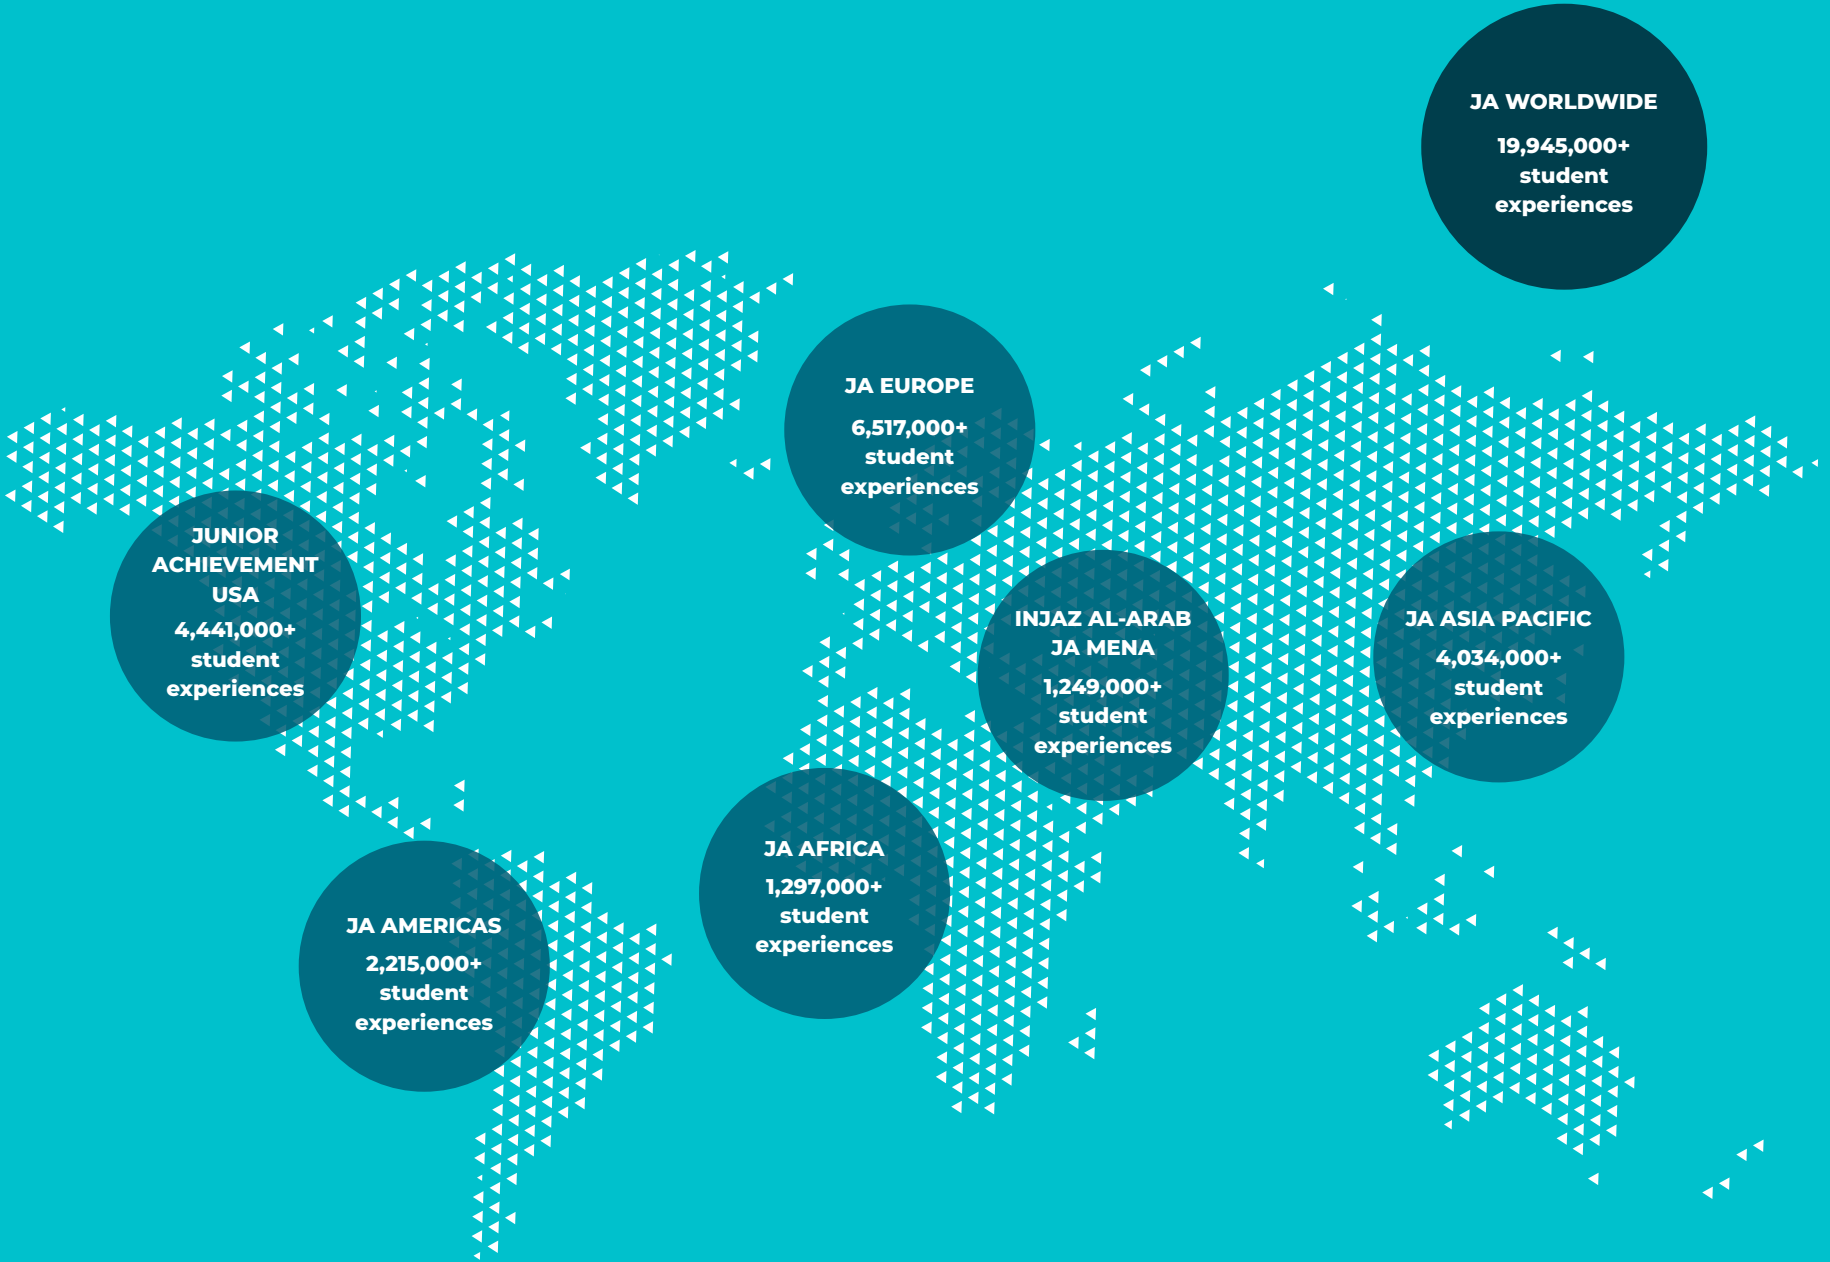 JA WORLDWIDE
19,945,000+
student
experiences
JA EUROPE
6,517,000+
student
experiences
JUNIOR
ACHIEVEMENT
USA
4,441,000+
student
experiences
INJAZ AL-ARAB
JA MENA
1,249,000+
student
experiences
JA ASIA PACIFIC
4,034,000+
student
experiences
JA AFRICA
1,297,000+
student
experiences
JA AMERICAS
2,215,000+
student
experiences